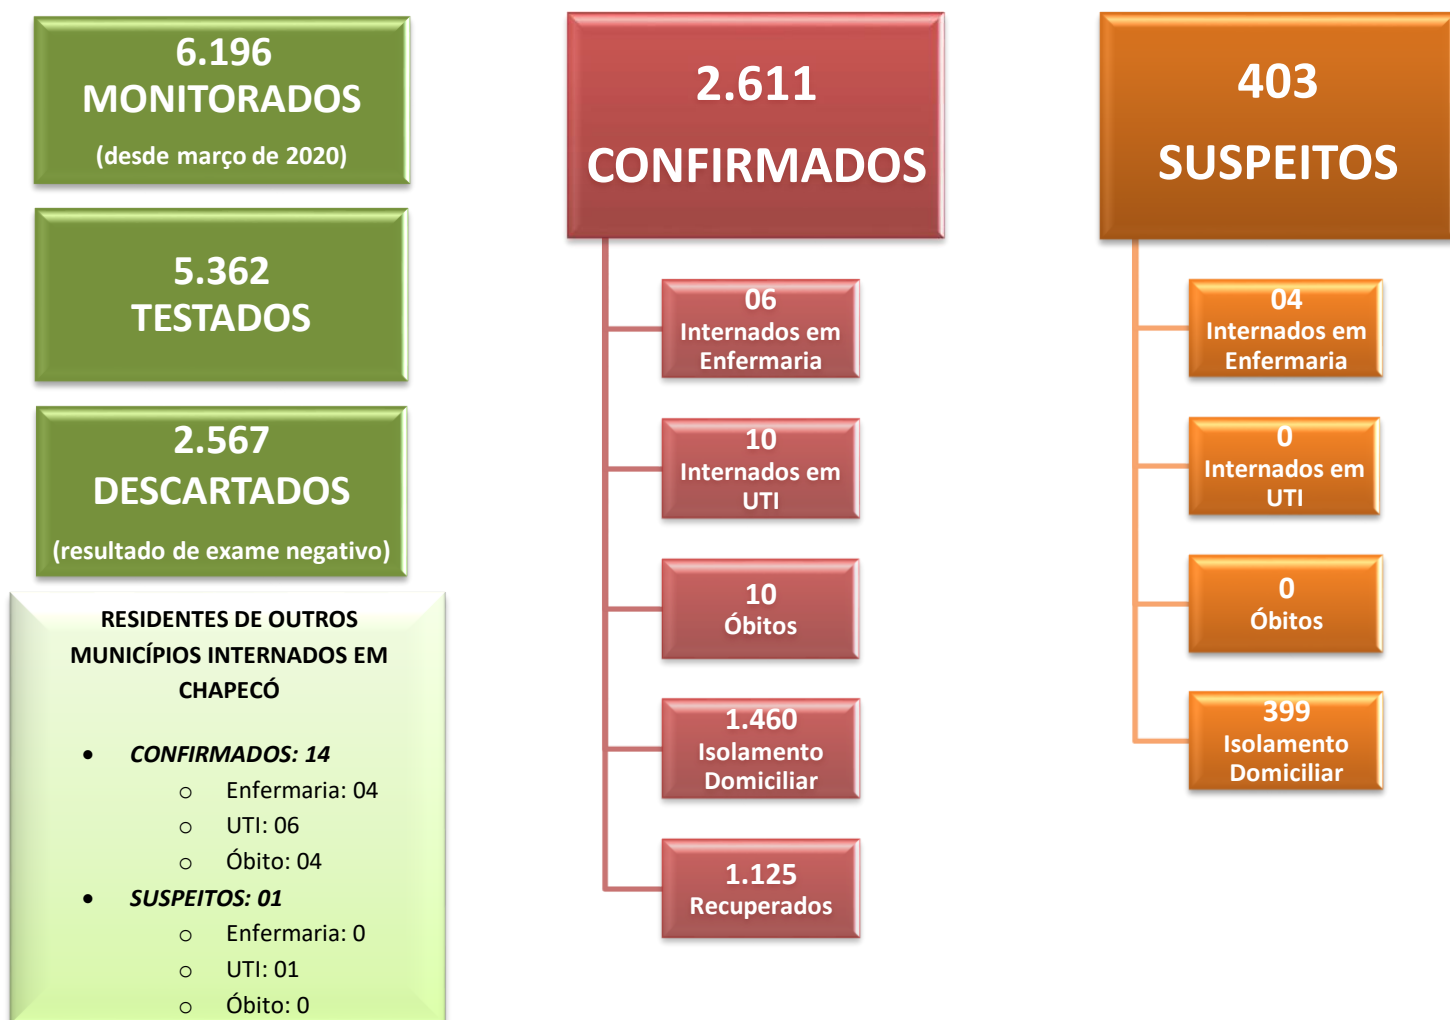 6.196
MONITORADOS
(desde março de 2020)
5.362
TESTADOS
2.567
DESCARTADOS
(resultado de exame negativo)
RESIDENTES DE OUTROS
MUNICÍPIOS INTERNADOS EM
CHAPECÓ
• CONFIRMADOS: 14
o Enfermaria: 04
o UTI: 06
o Óbito: 04
• SUSPEITOS: 01
o Enfermaria: 0
o UTI: 01
o Óbito: 0
2.611
CONFIRMADOS
06
Internados em
Enfermaria
10
Internados em
UTI
10
Óbitos
1.460
Isolamento
Domiciliar
1.125
Recuperados
403
SUSPEITOS
04
Internados em
Enfermaria
0
Internados em
UTI
0
Óbitos
399
Isolamento
Domiciliar